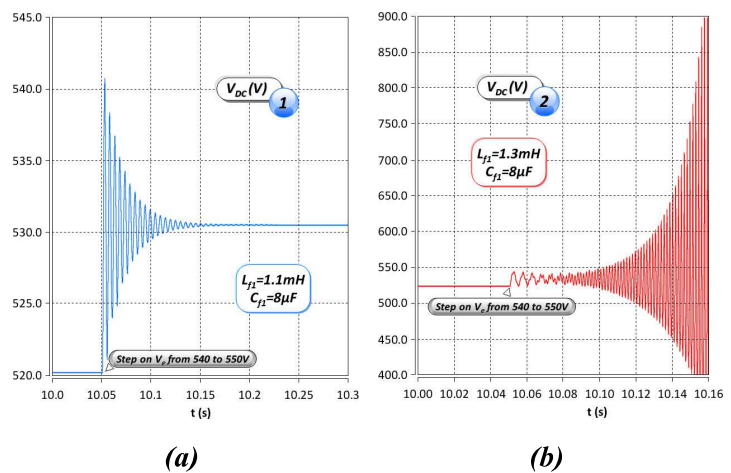 545.0
540.0
535.0
530.0
525.0
520.0
V_DC(V)
1
L_f1=1.1mH
C_f1=8µF
Step on V_e from 540 to 550V
10.0 10.05 10.1 10.15 10.2 10.25 10.3
t (s)
(a)
900.0
850.0
800.0
750.0
700.0
650.0
600.0
550.0
500.0
450.0
400.0
V_DC(V)
2
L_f1=1.3mH
C_f1=8µF
Step on V_e from 540 to 550V
10.00 10.02 10.04 10.06 10.08 10.10 10.12 10.14 10.16
t (s)
(b)